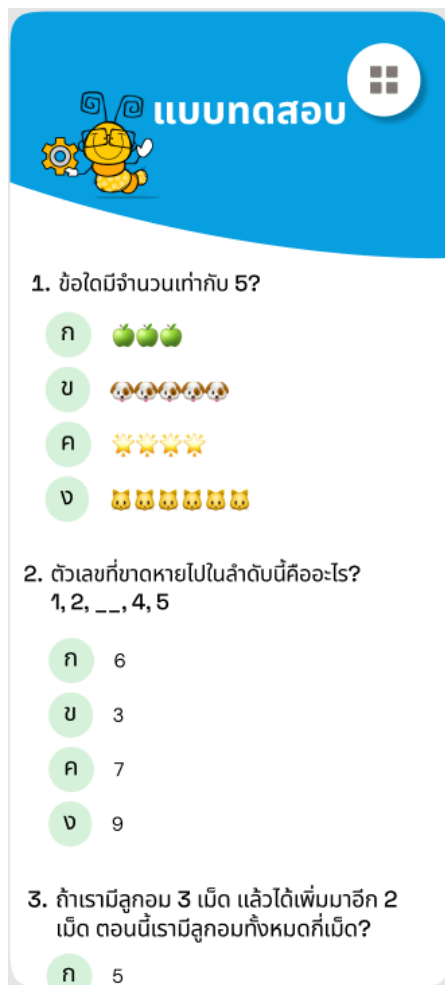 แบบทดสอบ
1. ข้อใดมีจำนวนเท่ากับ 5?
ก
ข
ค
ง
2. ตัวเลขที่ขาดหายไปในลำดับนี้คืออะไร?
1, 2, __, 4, 5
ก 6
ข 3
ค 7
ง 9
3. ถ้าเรามีลูกอม 3 เม็ด แล้วได้เพิ่มมาอีก 2
เม็ด ตอนนี้เรามีลูกอมทั้งหมดกี่เม็ด?
ก 5